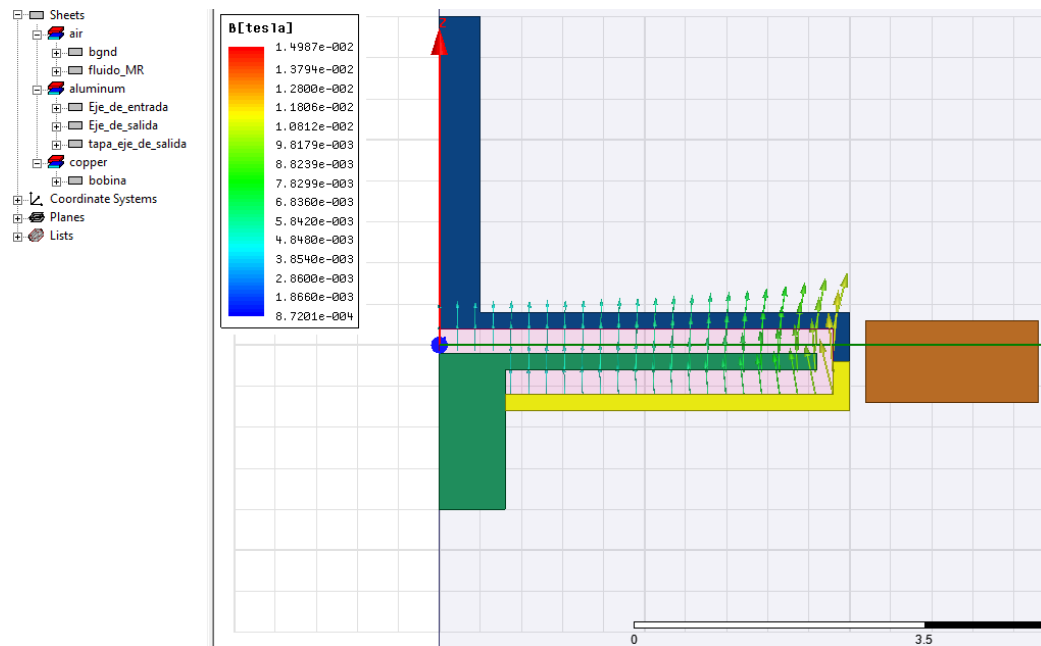 Sheets
air
bgnd
fluido_MR
aluminum
Eje_de_entrada
Eje_de_salida
tapa_eje_de_salida
copper
bobina
Coordinate Systems
Planes
Lists
B[tesla]
1.4987e-002
1.3794e-002
1.2800e-002
1.1806e-002
1.0812e-002
9.8179e-003
8.8239e-003
7.8299e-003
6.8360e-003
5.8420e-003
4.8480e-003
3.8540e-003
2.8600e-003
1.8660e-003
8.7201e-004
Z
0
3.5